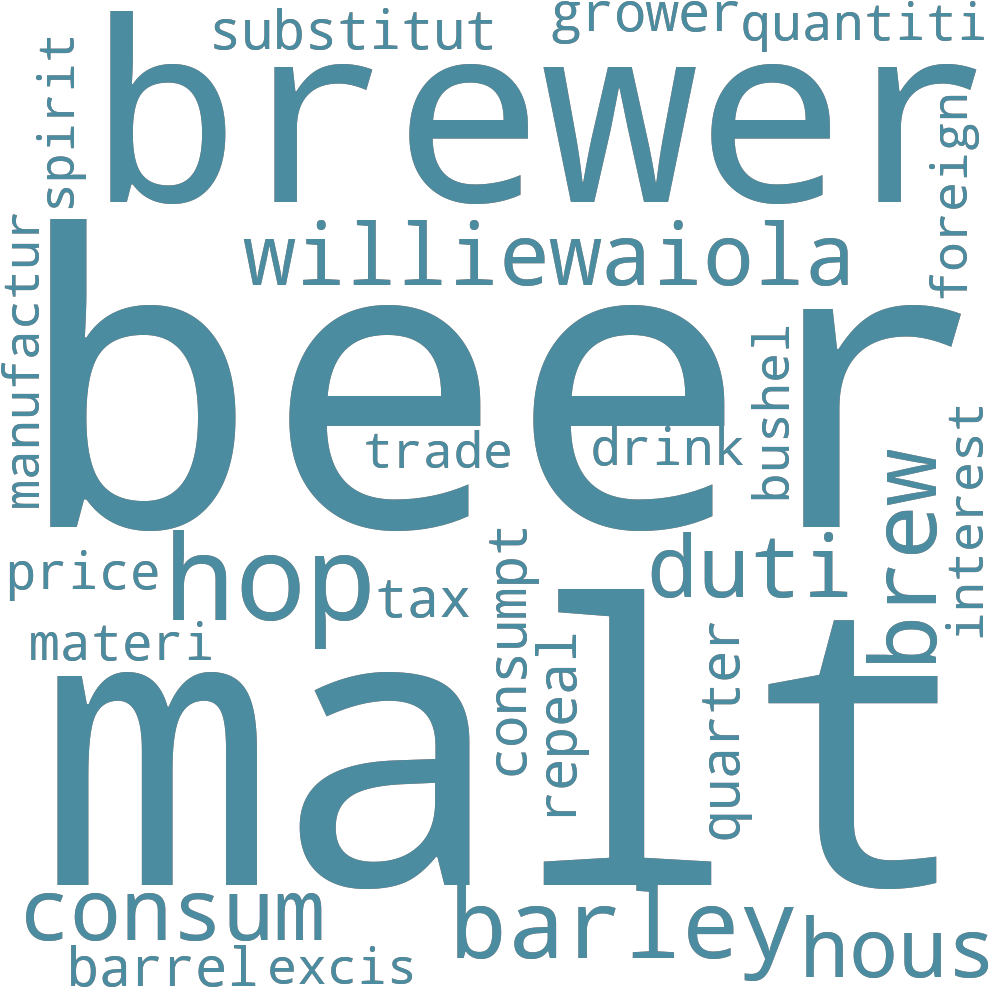 substitut
grower
quantiti
spirit
brewer
foreign
manufactur
williewaiola
beer
bushel
trade
drink
interest
brew
price
hop
tax
duti
consumpt
materi
repeal
quarter
malt
consum
barley
hous
barrel
excis